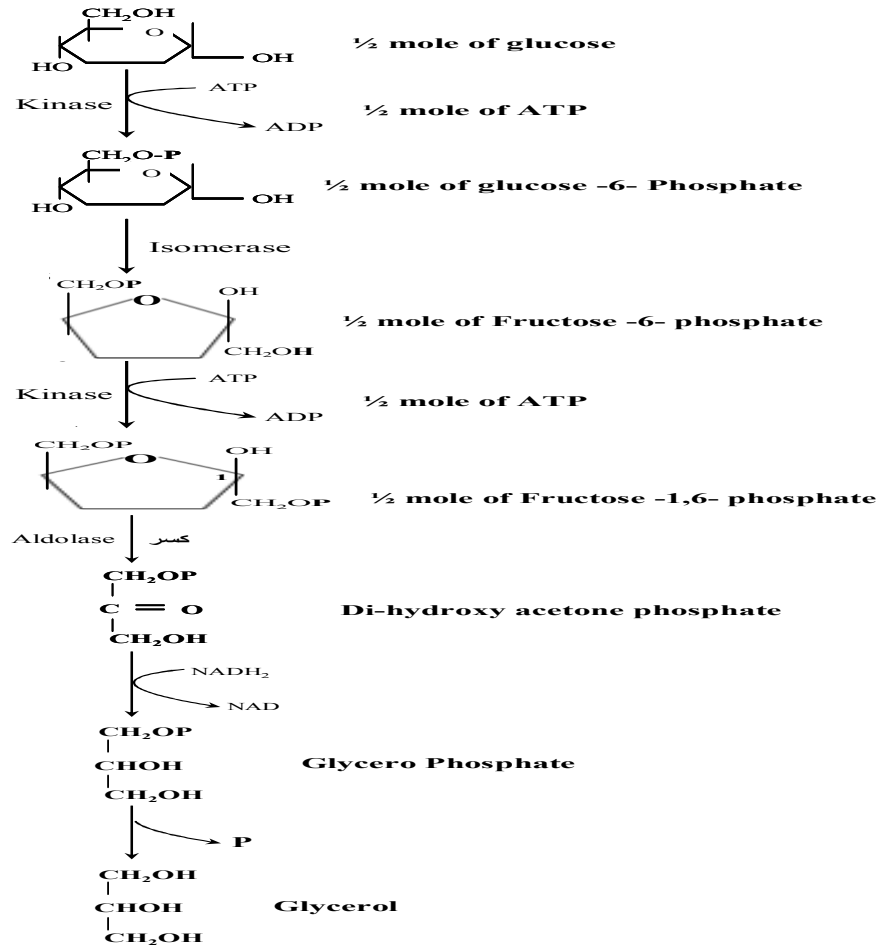 CH₂OH
O
HO
OH
½ mole of glucose
Kinase
ATP
ADP
½ mole of ATP
CH₂O-P
O
HO
OH
½ mole of glucose -6- Phosphate
Isomerase
CH₂OP
O
OH
CH₂OH
½ mole of Fructose -6- phosphate
Kinase
ATP
ADP
½ mole of ATP
CH₂OP
O
OH
1
CH₂OP
½ mole of Fructose -1,6- phosphate
Aldolase كسر
CH₂OP
C = O
CH₂OH
Di-hydroxy acetone phosphate
NADH₂
NAD
CH₂OP
CHOH
CH₂OH
Glycero Phosphate
P
CH₂OH
CHOH
CH₂OH
Glycerol